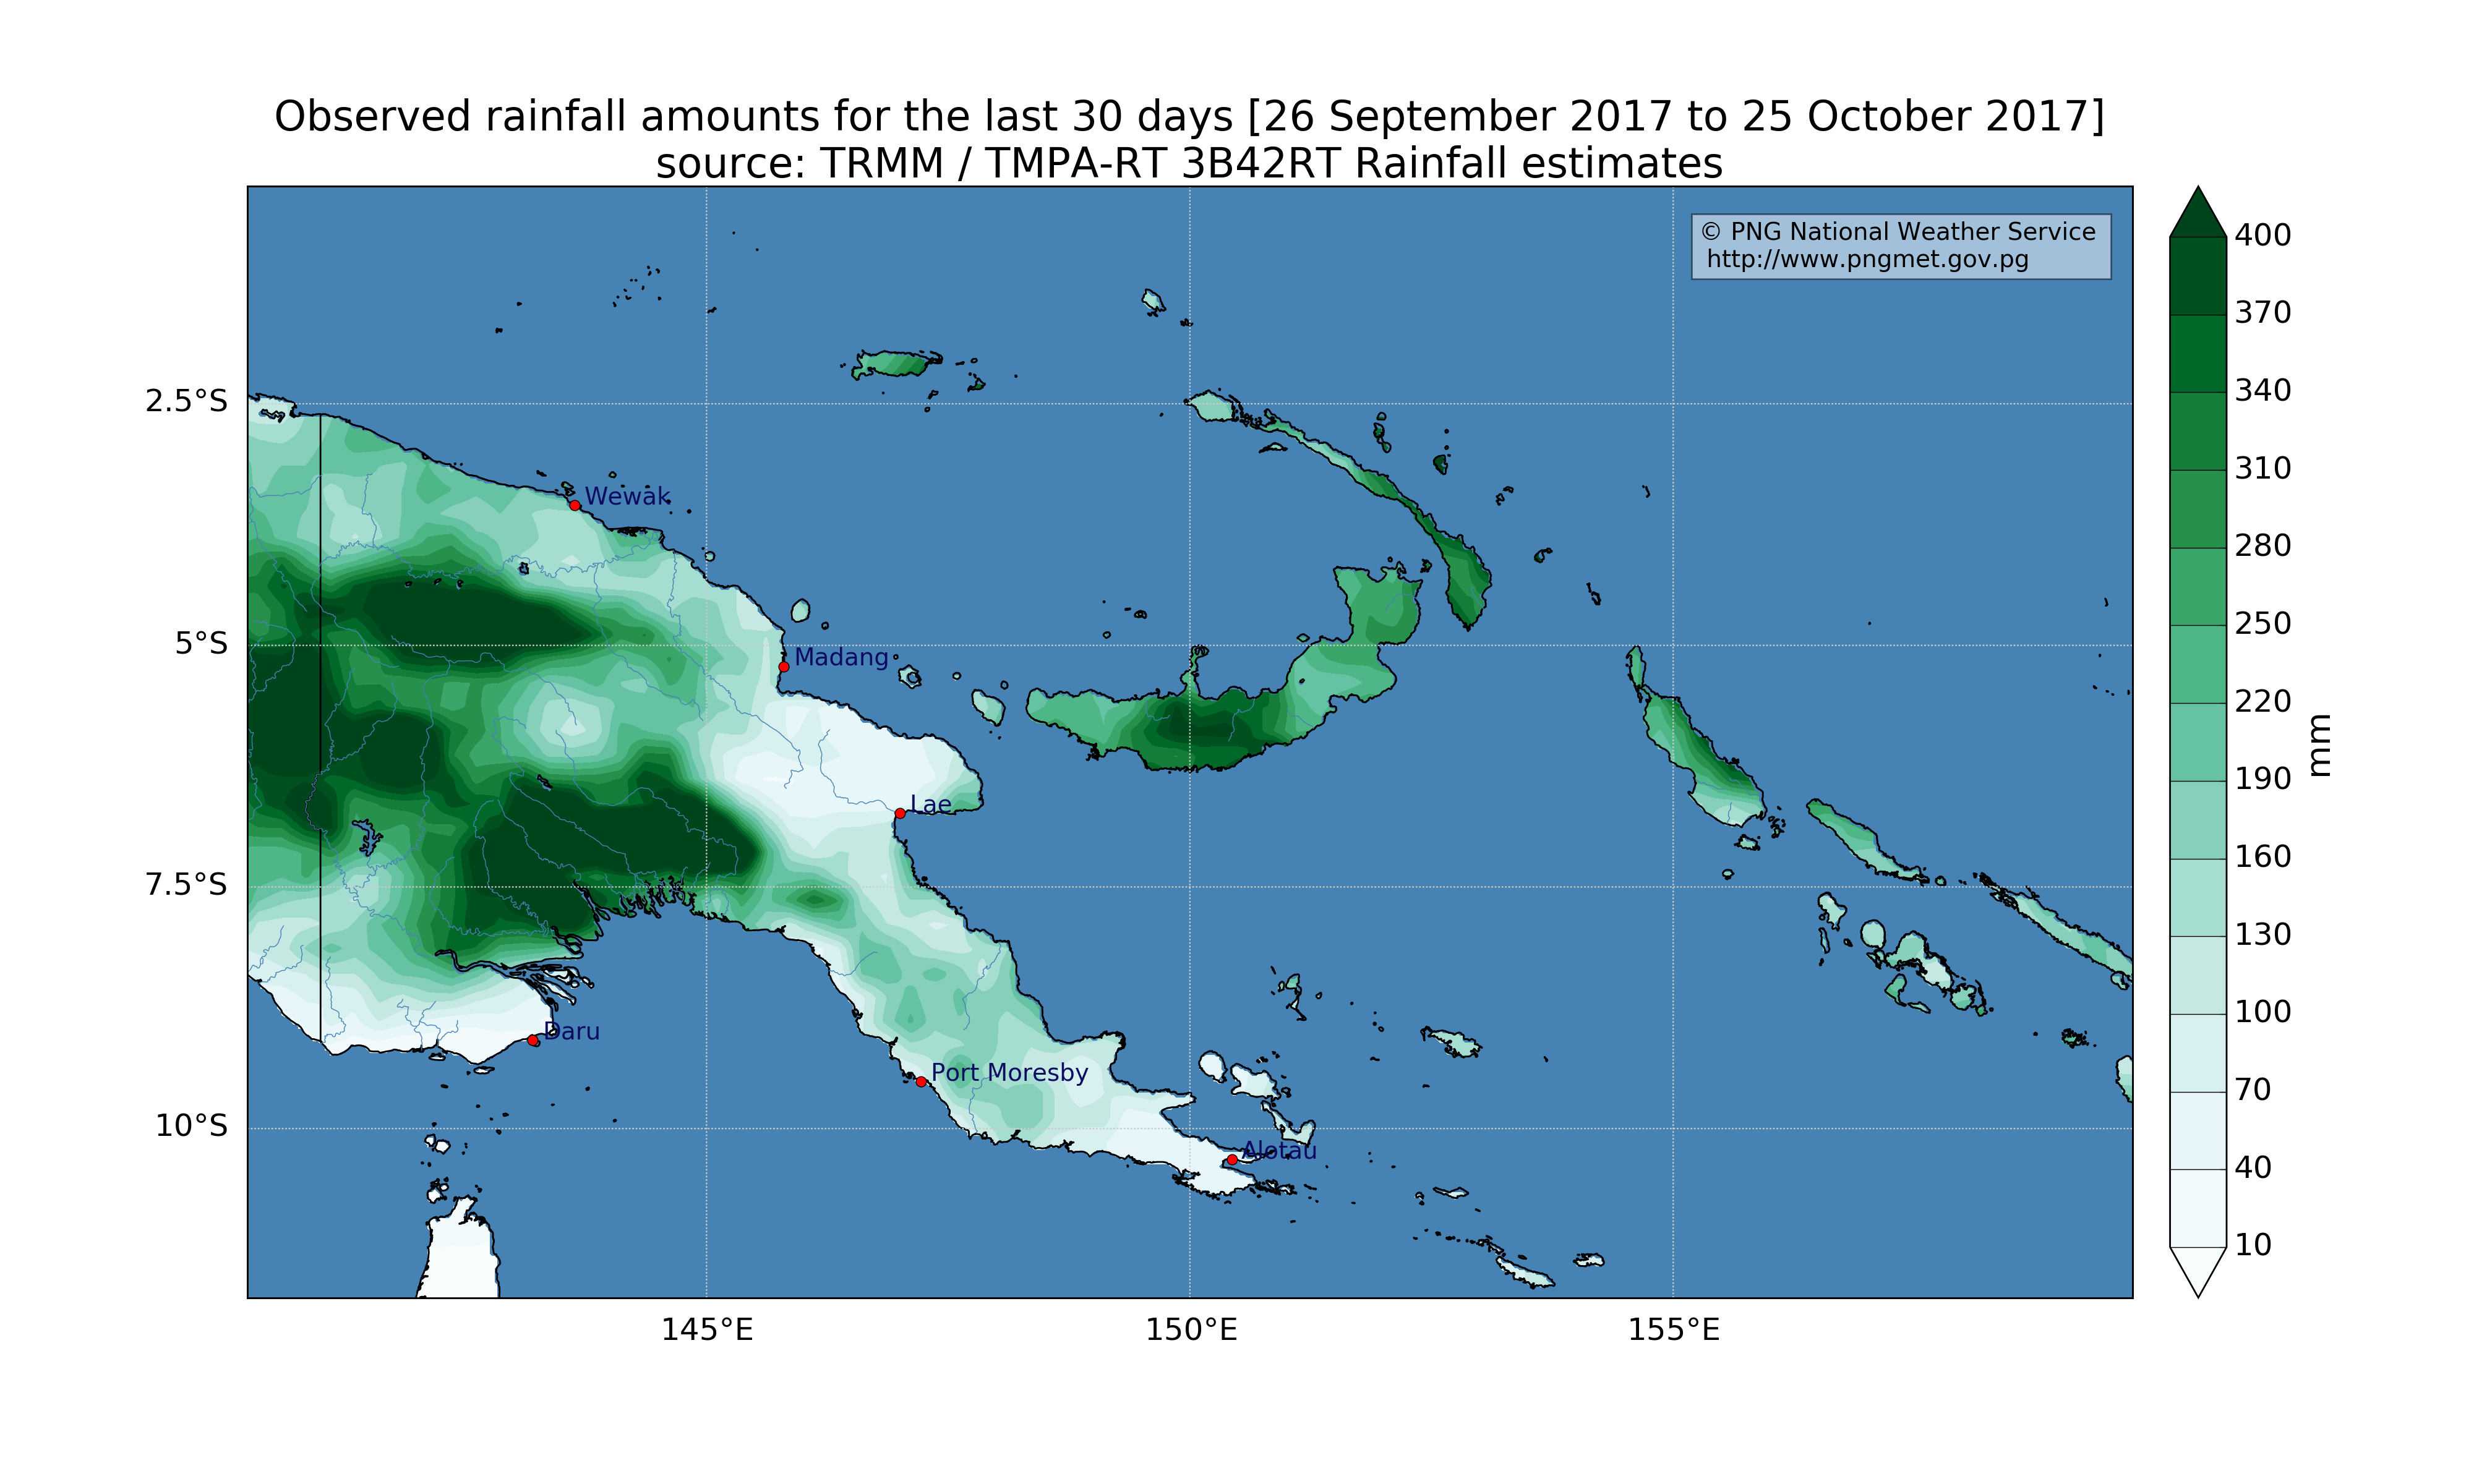 Observed rainfall amounts for the last 30 days [26 September 2017 to 25 October 2017]
source: TRMM / TMPA-RT 3B42RT Rainfall estimates
© PNG National Weather Service
http://www.pngmet.gov.pg
400
370
340
310
280
250
220
190
160
130
100
70
40
10
mm
2.5°S
5°S
7.5°S
10°S
Wewak
Madang
Lae
Daru
Port Moresby
Alotau
145°E
150°E
155°E